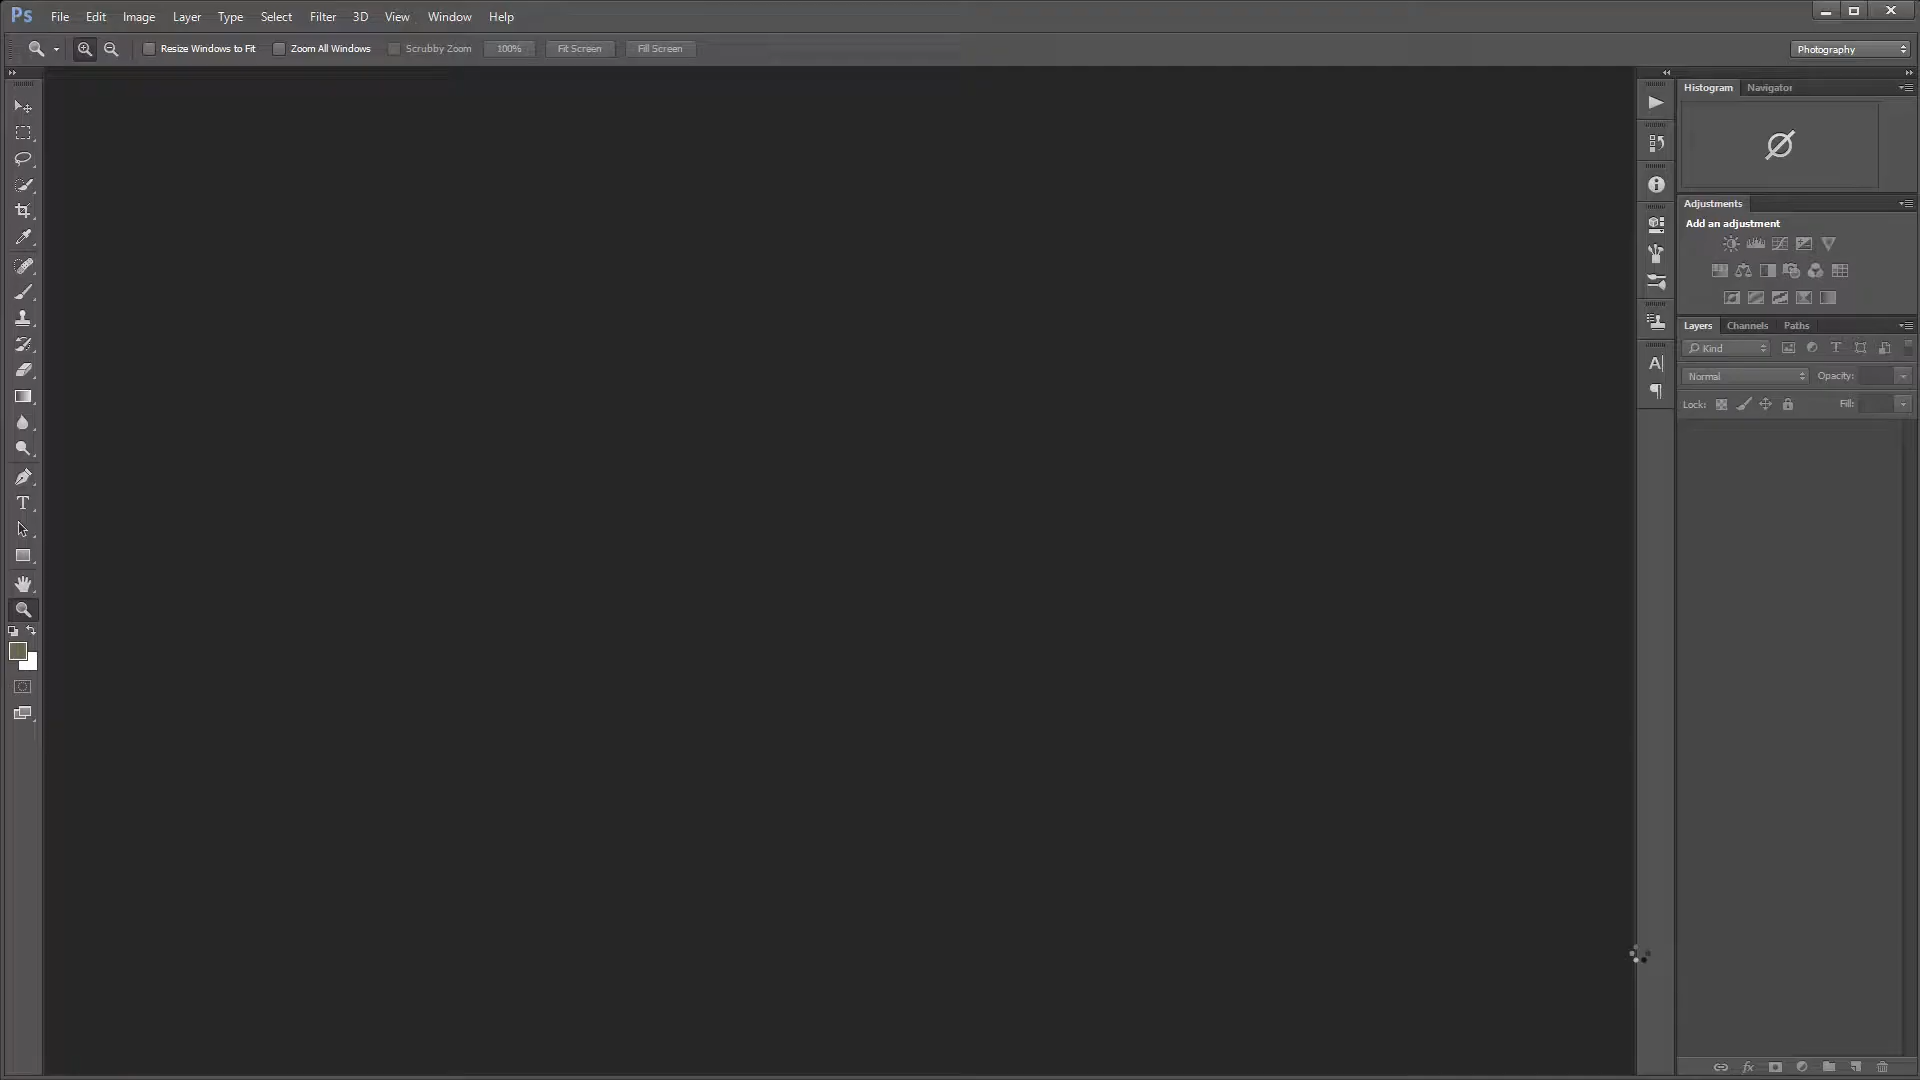 Ps File Edit Image Layer Type Select Filter 3D View Window Help
Resize Windows to Fit Zoom All Windows Scrubby Zoom 100% Fit Screen Fill Screen Photography
Histogram Navigator
Adjustments
Add an adjustment
Layers Channels Paths
Kind T
Normal Opacity:
Lock: Fill:
A
T
fx